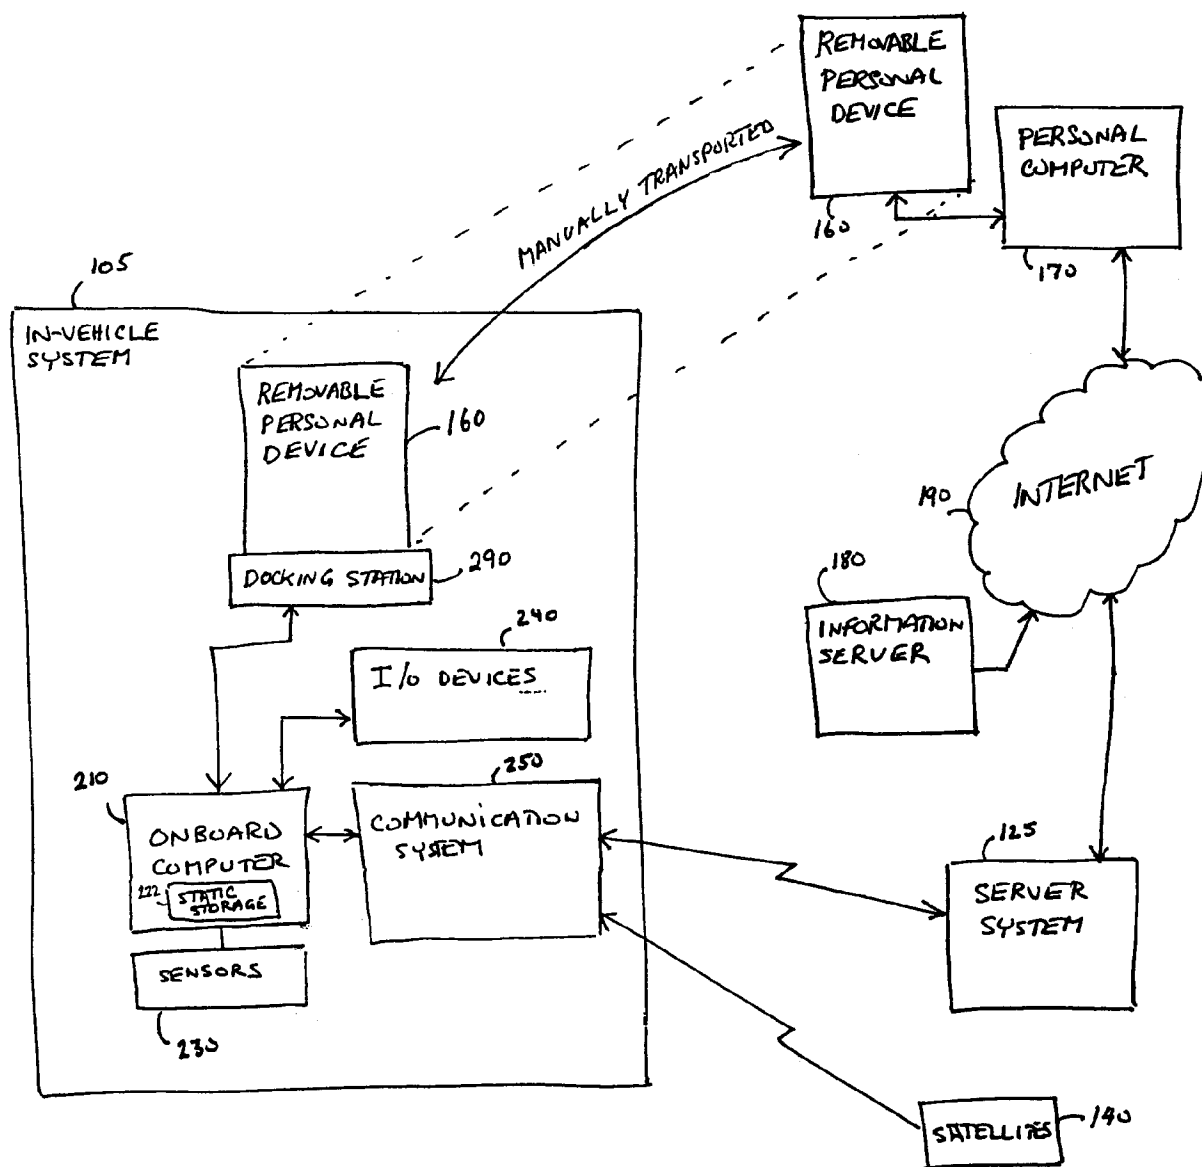 REMOVABLE
PERSONAL
DEVICE
160
PERSONAL
COMPUTER
170
MANUALLY TRANSPORTED
105
IN-VEHICLE
SYSTEM
REMOVABLE
PERSONAL
DEVICE
160
DOCKING STATION
290
INTERNET
190
180
INFORMATION
SERVER
240
I/O DEVICES
210
ONBOARD
COMPUTER
222
STATIC
STORAGE
250
COMMUNICATION
SYSTEM
SENSORS
230
125
SERVER
SYSTEM
SATELLITES
140